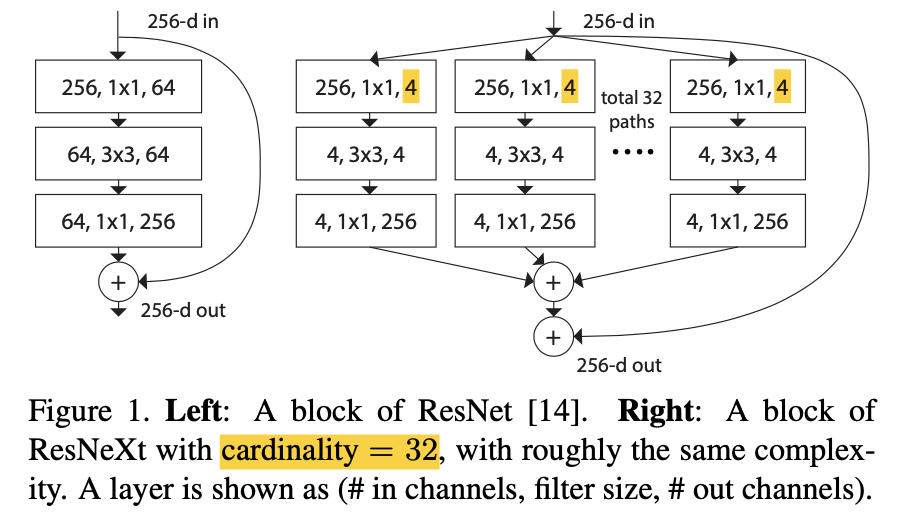 256-d in
256, 1x1, 64
64, 3x3, 64
64, 1x1, 256
+
256-d out
256-d in
256, 1x1, 4
256, 1x1, 4
total 32
paths
....
256, 1x1, 4
4, 3x3, 4
4, 3x3, 4
4, 3x3, 4
4, 1x1, 256
4, 1x1, 256
4, 1x1, 256
+
+
256-d out
Figure 1. Left: A block of ResNet [14]. Right: A block of
ResNeXt with cardinality = 32, with roughly the same complex-
ity. A layer is shown as (# in channels, filter size, # out channels).